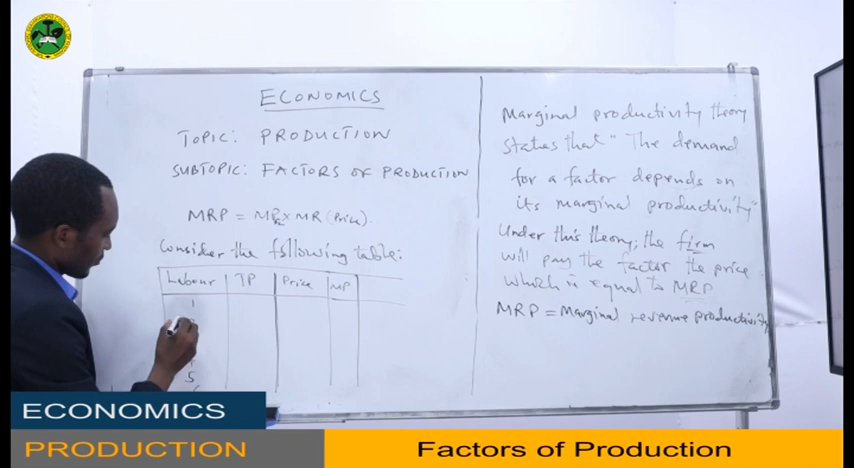 ECONOMICS
TOPIC: PRODUCTION
SUBTOPIC: FACTORS OF PRODUCTION
MRP = MPx MR (Price).
Consider the following table:
Labour TP Price MP
1
5
Marginal productivity theory
states that "The demand
for a factor depends on
its marginal productivity"
Under this theory; the firm
will pay the factor the price
which is equal to MRP
MRP = Marginal revenue productivity
ECONOMICS
PRODUCTION
Factors of Production